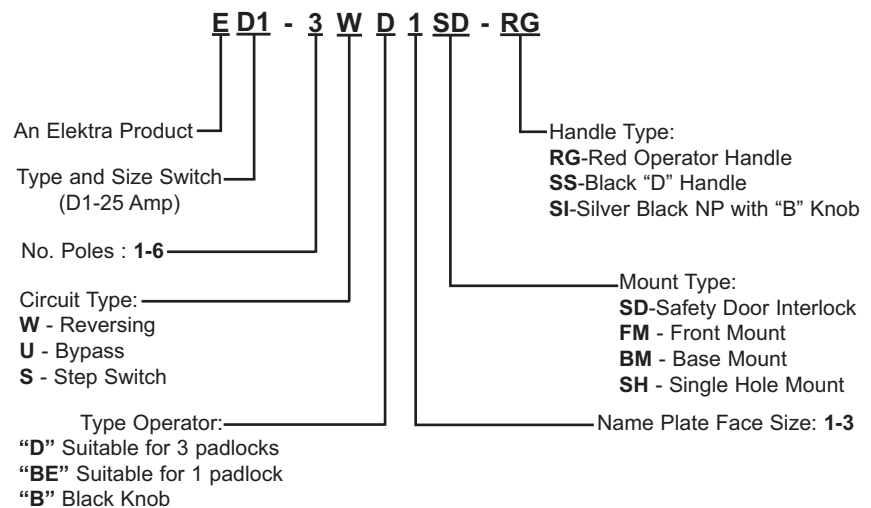 E D1 - 3 W D 1 SD - RG
An Elektra Product
Type and Size Switch
(D1-25 Amp)
No. Poles : 1-6
Circuit Type:
W - Reversing
U - Bypass
S - Step Switch
Type Operator:
“D” Suitable for 3 padlocks
“BE” Suitable for 1 padlock
“B” Black Knob
Handle Type:
RG-Red Operator Handle
SS-Black “D” Handle
SI-Silver Black NP with “B” Knob
Mount Type:
SD-Safety Door Interlock
FM - Front Mount
BM - Base Mount
SH - Single Hole Mount
Name Plate Face Size: 1-3